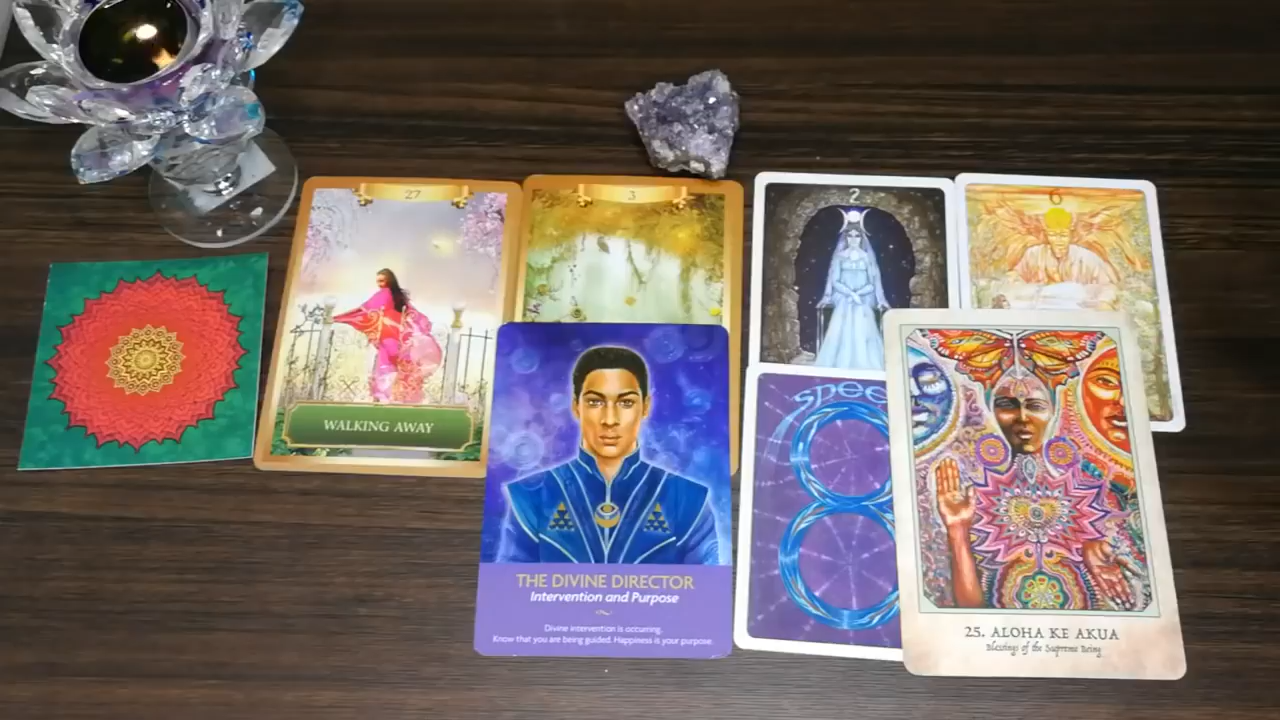 27
3
2
6
WALKING AWAY
THE DIVINE DIRECTOR
Intervention and Purpose
Divine intervention is occurring.
Know that you are being guided. Happiness is your purpose.
8
25. ALOHA KE AKUA
Blessings of the Supreme Being